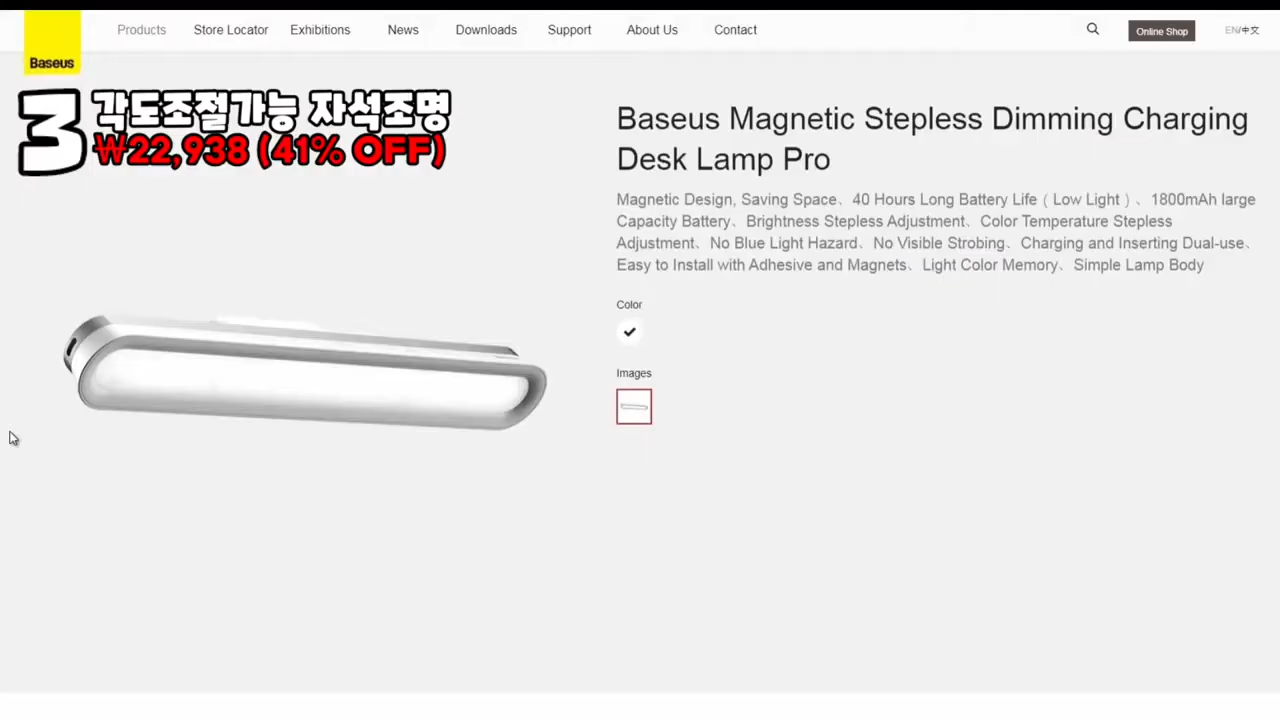 Products Store Locator Exhibitions News Downloads Support About Us Contact Online Shop EN/中文
Baseus
3 각도조절가능 자석조명
₩22,938 (41% OFF)
Baseus Magnetic Stepless Dimming Charging
Desk Lamp Pro
Magnetic Design, Saving Space、40 Hours Long Battery Life（Low Light）、1800mAh large
Capacity Battery、Brightness Stepless Adjustment、Color Temperature Stepless
Adjustment、No Blue Light Hazard、No Visible Strobing、Charging and Inserting Dual-use、
Easy to Install with Adhesive and Magnets、Light Color Memory、Simple Lamp Body
Color
Images